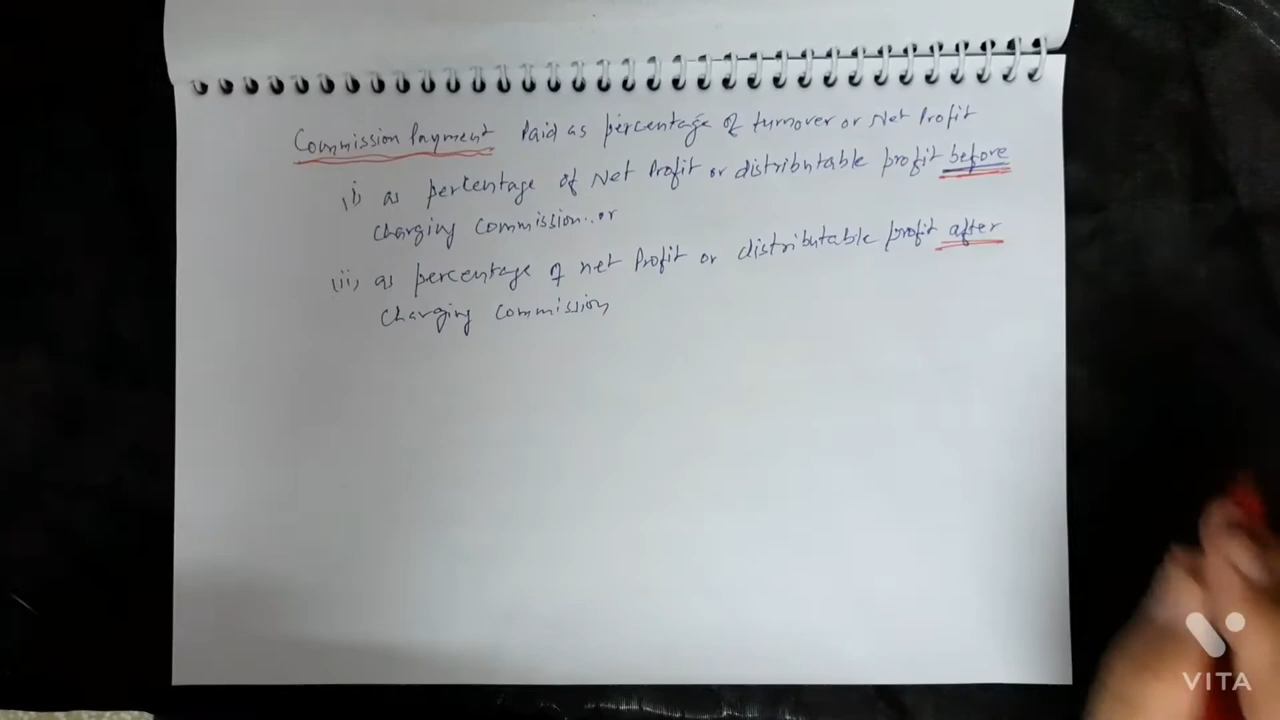 Commission Payment Paid as percentage of turnover or Net Profit
(i) as percentage of Net Profit or distributable profit before
charging commission.. or
(ii) as percentage of net Profit or distributable profit after
charging commission
VITA